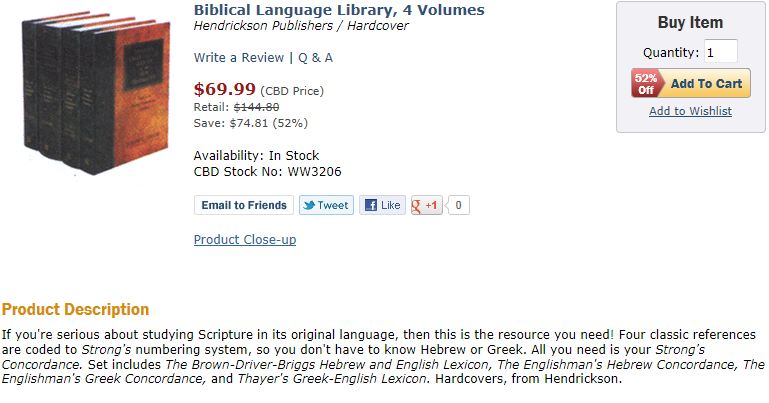 Biblical Language Library, 4 Volumes
Hendrickson Publishers / Hardcover
Write a Review | Q & A
$69.99 (CBD Price)
Retail: $144.80
Save: $74.81 (52%)
Availability: In Stock
CBD Stock No: WW3206
Email to Friends Tweet Like +1 0
Product Close-up
Buy Item
Quantity: 1
52% Off Add To Cart
Add to Wishlist
Product Description
If you're serious about studying Scripture in its original language, then this is the resource you need! Four classic references
are coded to Strong's numbering system, so you don't have to know Hebrew or Greek. All you need is your Strong's
Concordance. Set includes The Brown-Driver-Briggs Hebrew and English Lexicon, The Englishman's Hebrew Concordance, The
Englishman's Greek Concordance, and Thayer's Greek-English Lexicon. Hardcovers, from Hendrickson.